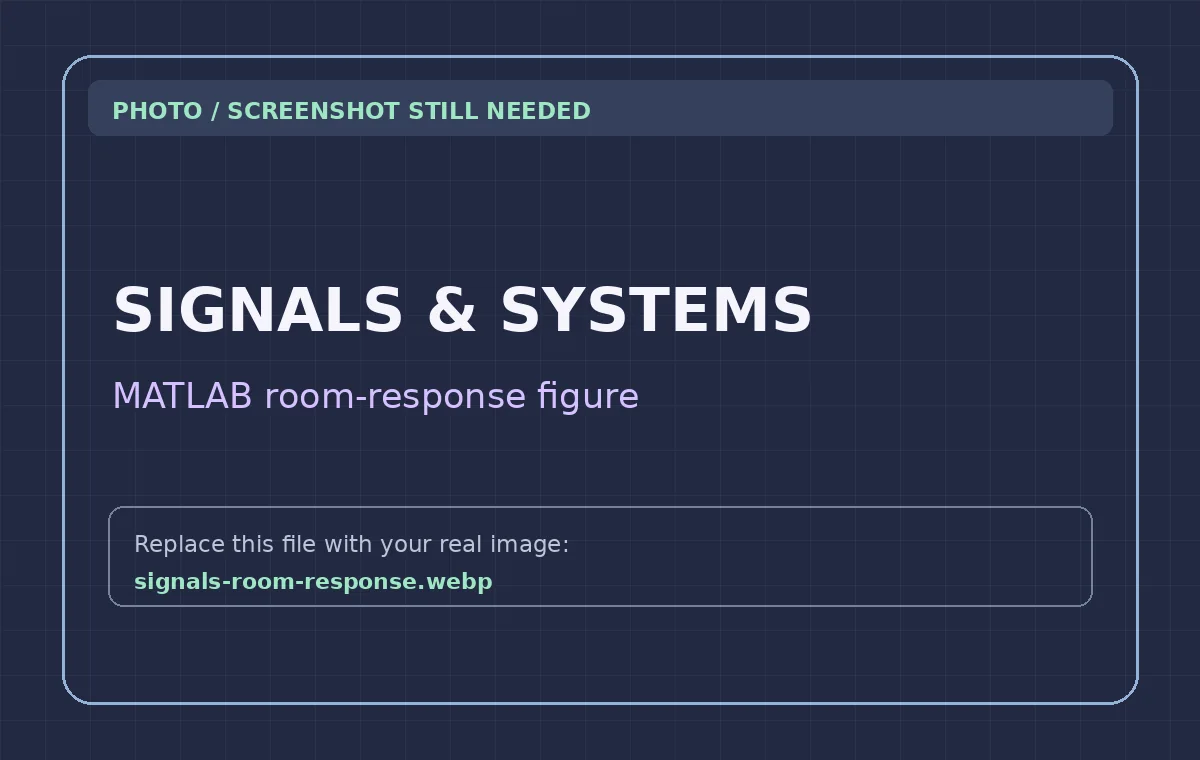 PHOTO / SCREENSHOT STILL NEEDED
SIGNALS & SYSTEMS
MATLAB room-response figure
Replace this file with your real image:
signals-room-response.webp